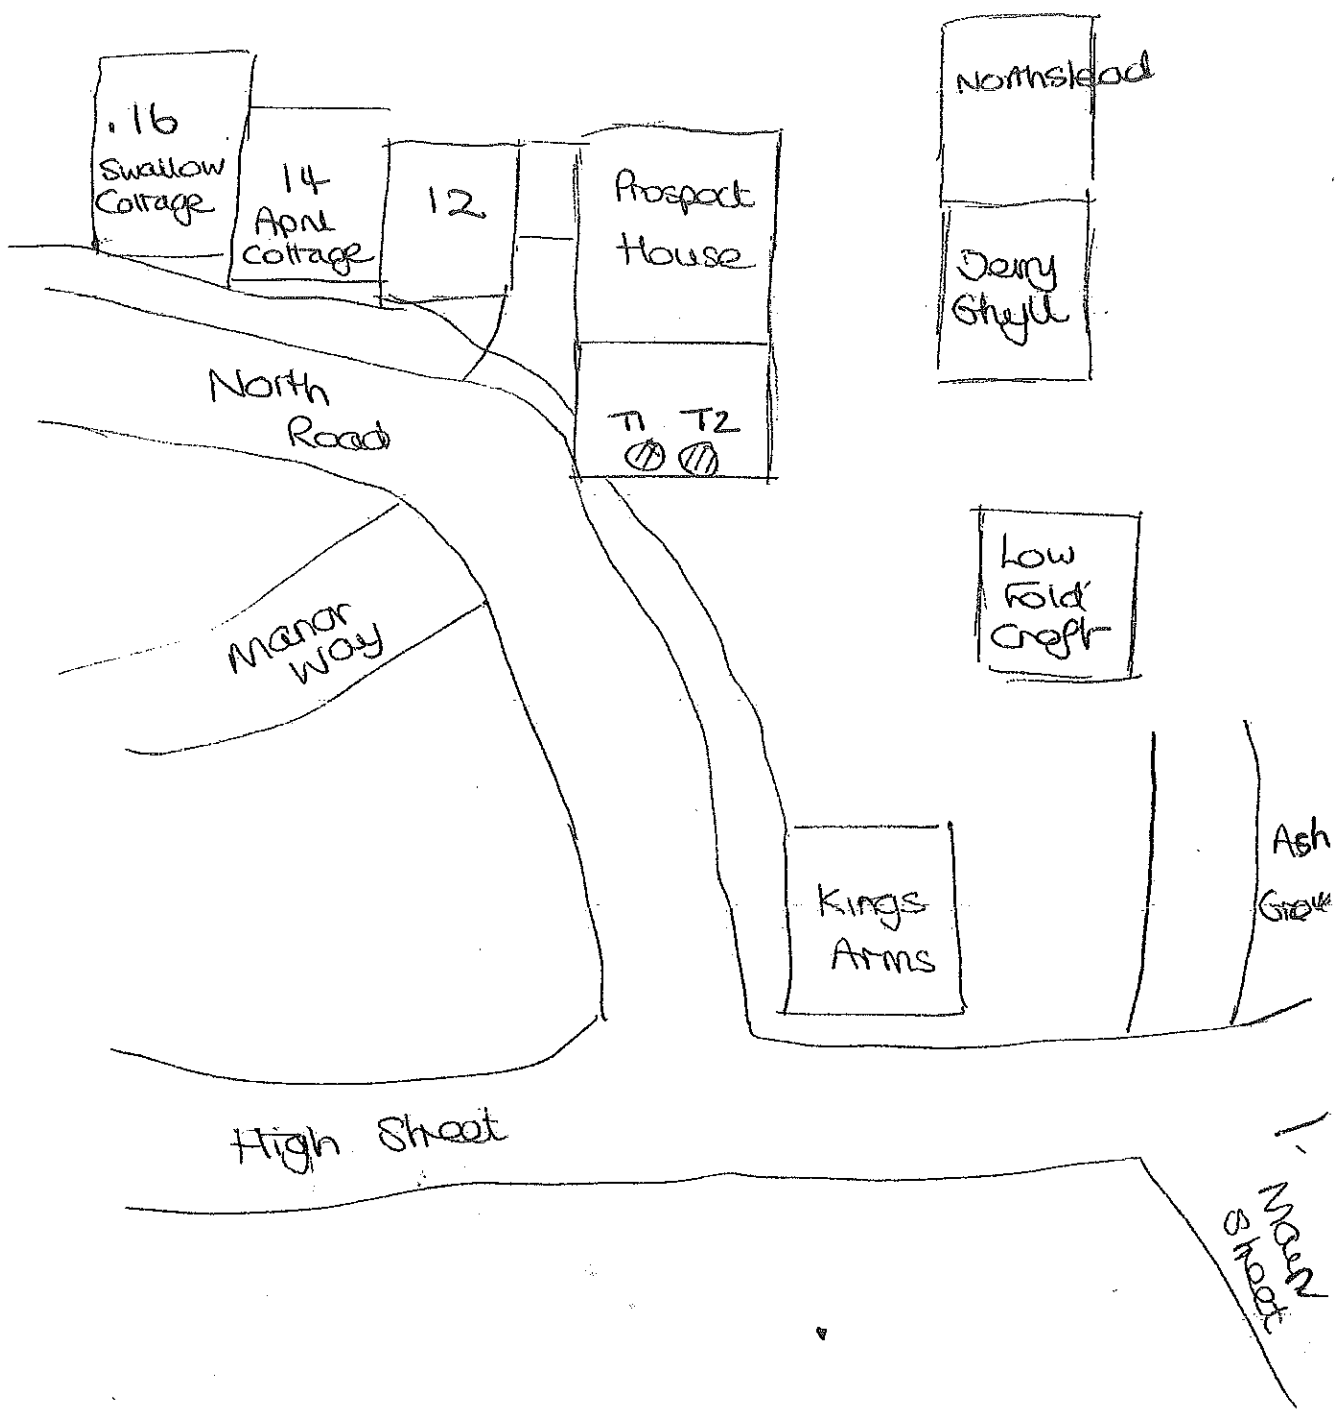 Northstead
.16
Swallow
Cottage
14
April
Cottage
12
Prospect
House
Derry
Ghyll
North
Road
T1 T2
Low
Fold
Croft
Manor
Way
Kings
Arms
Ash
Grove
High Street
Main
Street